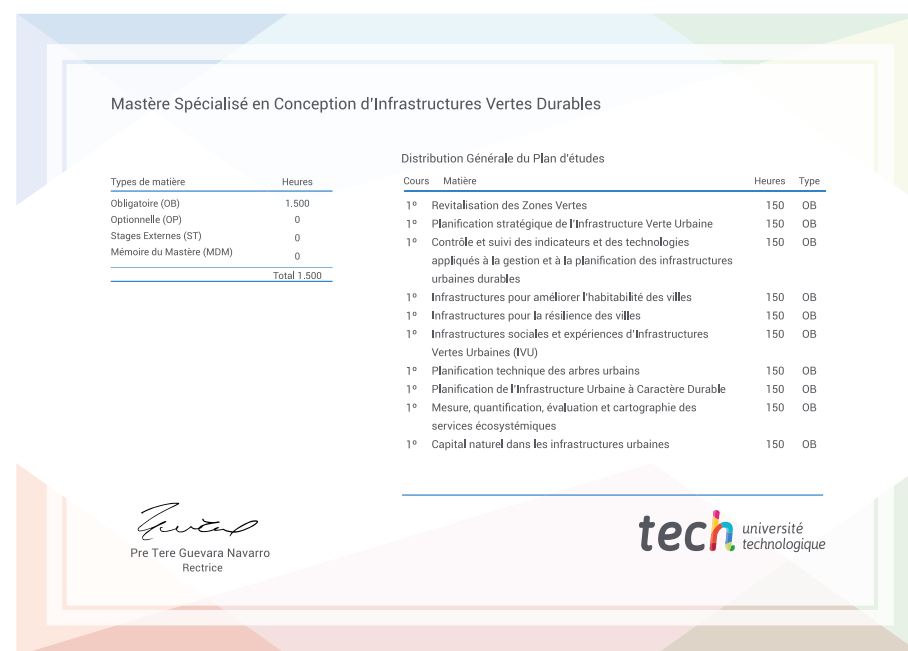 Mastère Spécialisé en Conception d'Infrastructures Vertes Durables
Types de matière Heures
Obligatoire (OB) 1.500
Optionnelle (OP) 0
Stages Externes (ST) 0
Mémoire du Mastère (MDM) 0
Total 1.500
Distribution Générale du Plan d'études
Cours Matière Heures Type
1º Revitalisation des Zones Vertes 150 OB
1º Planification stratégique de l'Infrastructure Verte Urbaine 150 OB
1º Contrôle et suivi des indicateurs et des technologies 150 OB
appliqués à la gestion et à la planification des infrastructures
urbaines durables
1º Infrastructures pour améliorer l'habitabilité des villes 150 OB
1º Infrastructures pour la résilience des villes 150 OB
1º Infrastructures sociales et expériences d'Infrastructures 150 OB
Vertes Urbaines (IVU)
1º Planification technique des arbres urbains 150 OB
1º Planification de l'Infrastructure Urbaine à Caractère Durable 150 OB
1º Mesure, quantification, évaluation et cartographie des 150 OB
services écosystémiques
1º Capital naturel dans les infrastructures urbaines 150 OB
Pre Tere Guevara Navarro
Rectrice
tech université
technologique